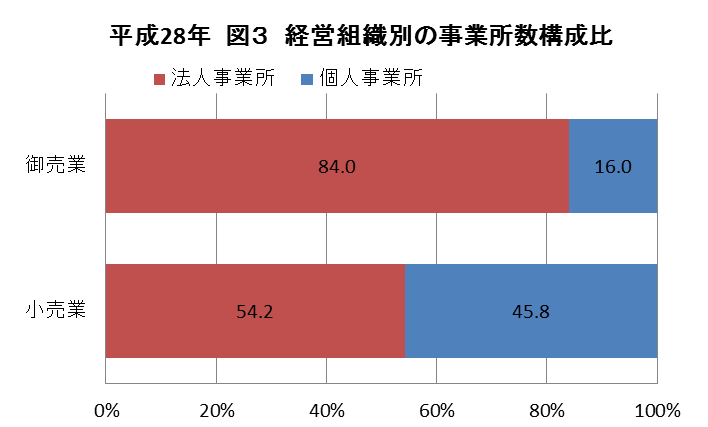 平成28年 図３ 経営組織別の事業所数構成比
法人事業所 個人事業所
御売業 84.0 16.0
小売業 54.2 45.8
0% 20% 40% 60% 80% 100%